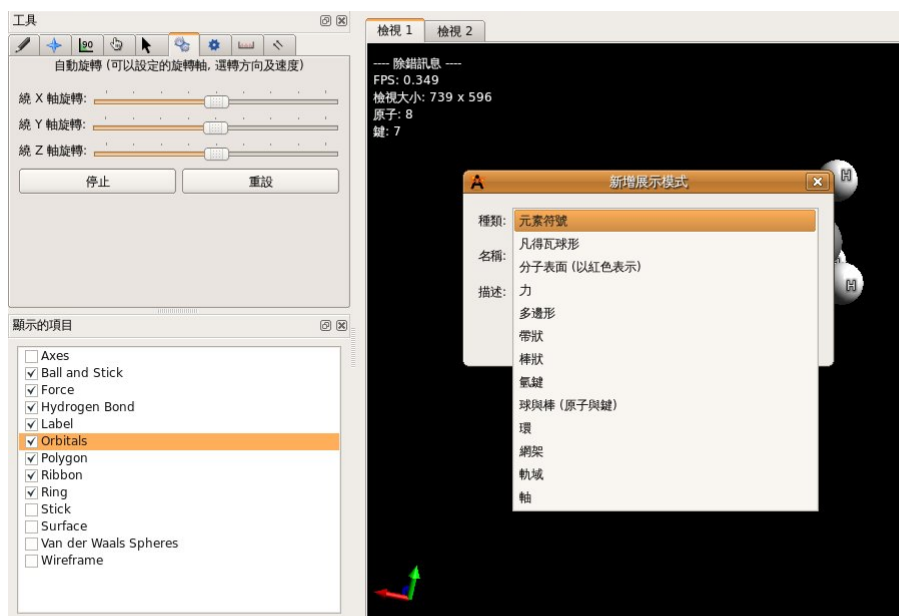 工具
90
自動旋轉 (可以設定的旋轉軸, 選轉方向及速度)
繞 X 軸旋轉:
繞 Y 軸旋轉:
繞 Z 軸旋轉:
停止
重設
顯示的項目
Axes
Ball and Stick
Force
Hydrogen Bond
Label
Orbitals
Polygon
Ribbon
Ring
Stick
Surface
Van der Waals Spheres
Wireframe
檢視 1
檢視 2
---- 除錯訊息 ----
FPS: 0.349
檢視大小: 739 x 596
原子: 8
鍵: 7
H
H
新增展示模式
種類:
名稱:
描述:
元素符號
凡得瓦球形
分子表面 (以紅色表示)
力
多邊形
帶狀
棒狀
氫鍵
球與棒 (原子與鍵)
環
網架
軌域
軸